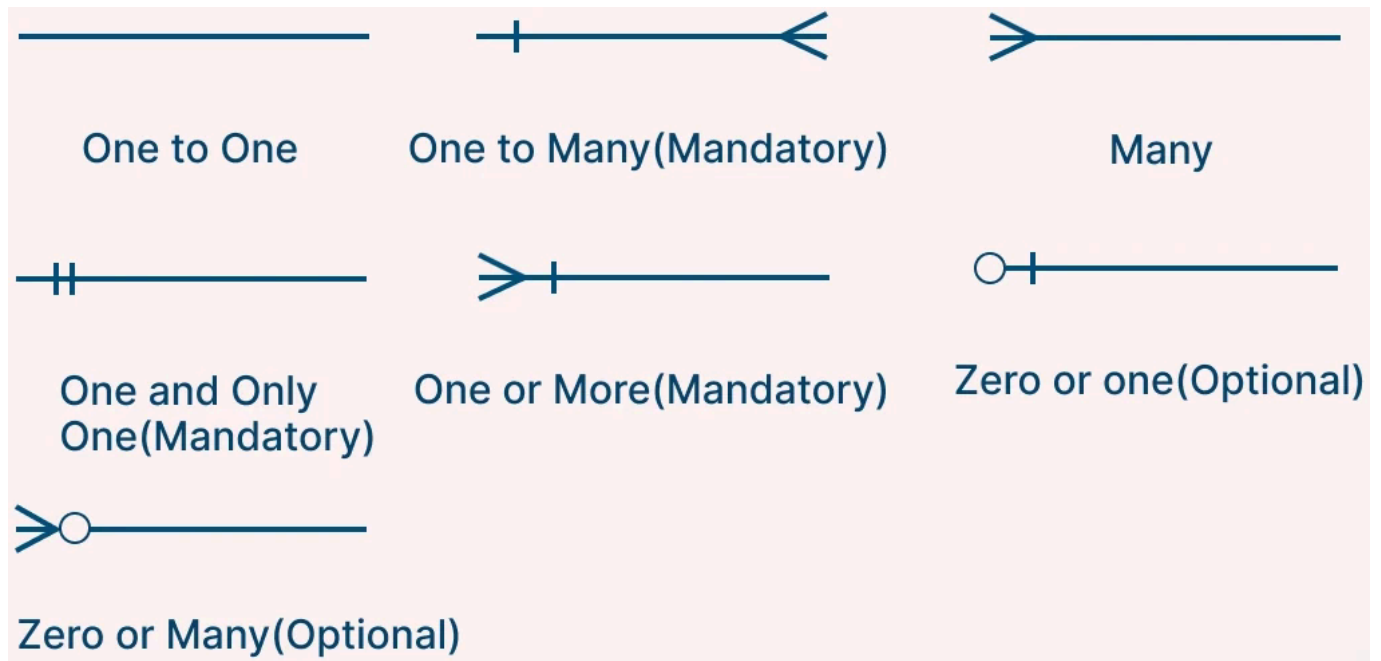 One to One
One to Many(Mandatory)
Many
One and Only
One(Mandatory)
One or More(Mandatory)
Zero or one(Optional)
Zero or Many(Optional)